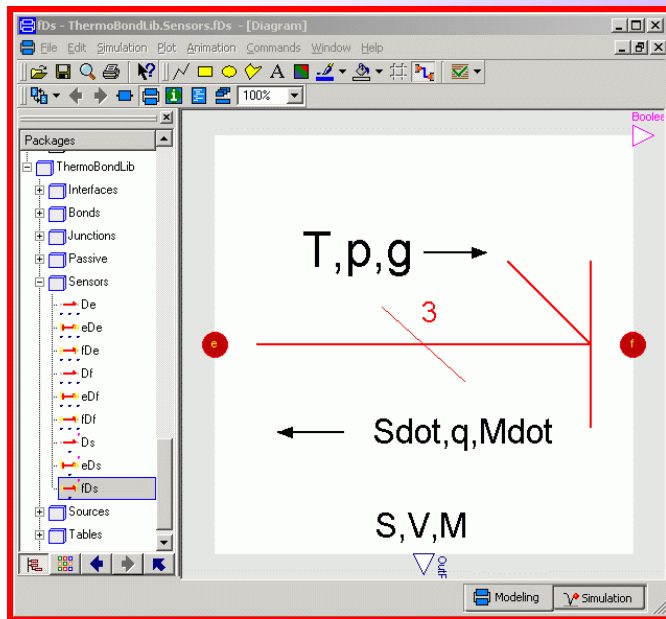 fDs - ThermoBondLib.Sensors.fDs - [Diagram]
File Edit Simulation Plot Animation Commands Window Help
100%
Packages
ThermoBondLib
Interfaces
Bonds
Junctions
Passive
Sensors
De
eDe
fDe
Df
eDf
fDf
Ds
eDs
fDs
Sources
Tables
Boolea
T,p,g
3
e
f
Sdot,q,Mdot
S,V,M
Modeling
Simulation